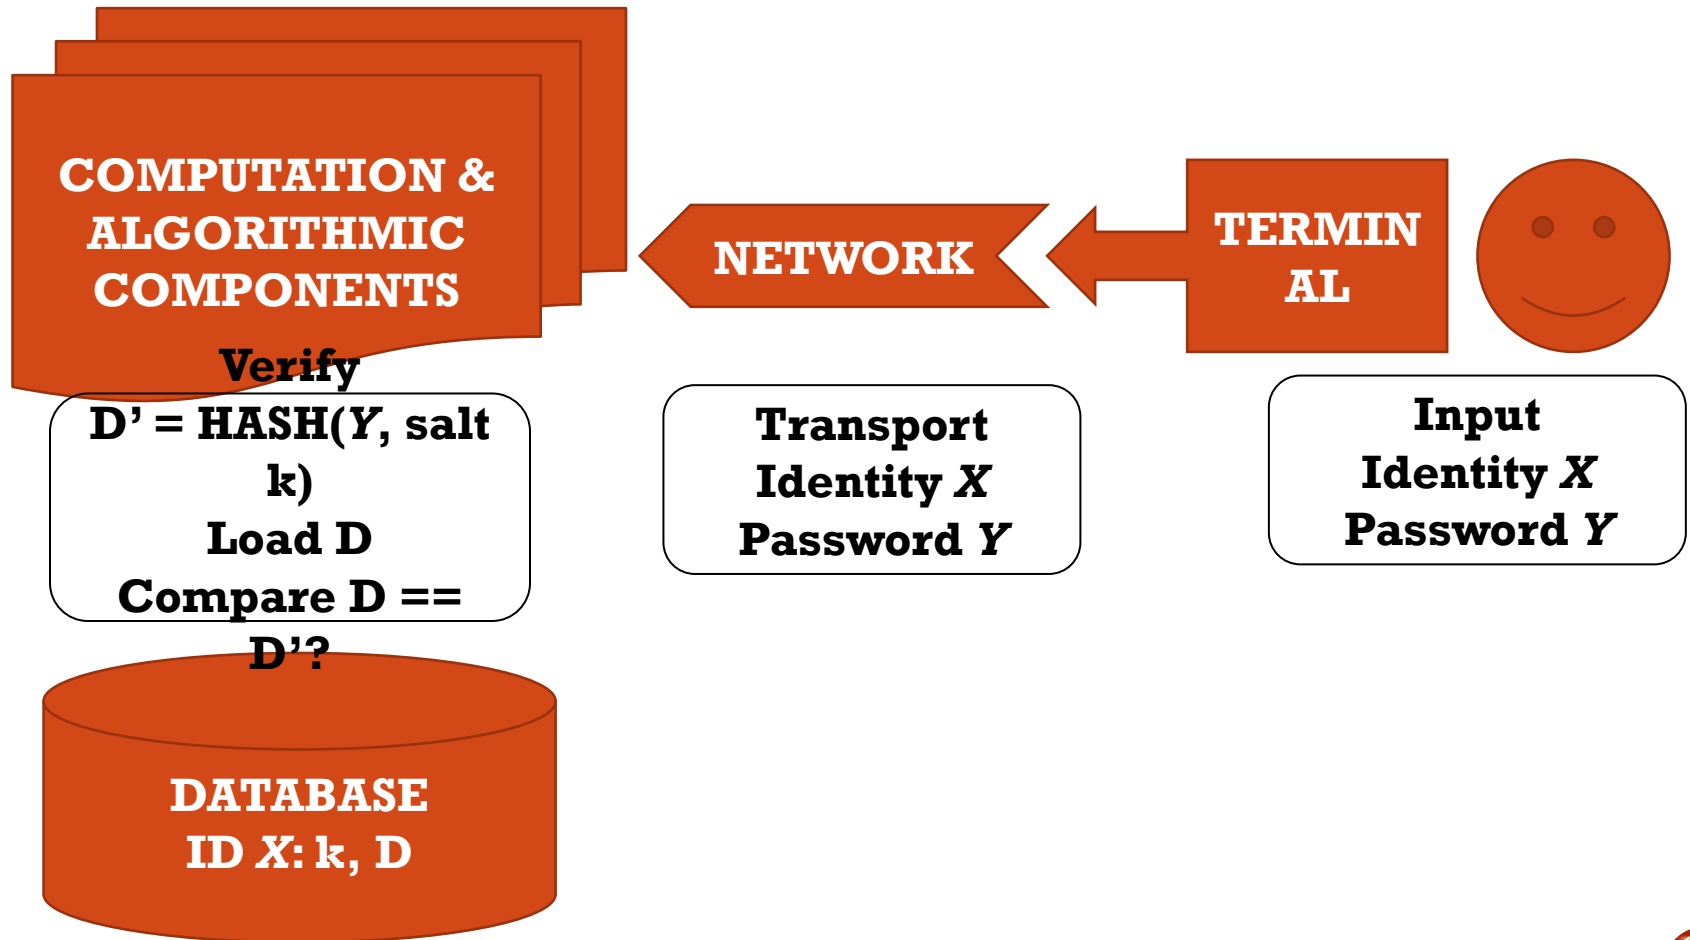 COMPUTATION &
ALGORITHMIC
COMPONENTS
NETWORK
TERMIN
AL
Verify
D’ = HASH(Y, salt
k)
Load D
Compare D ==
D’?
Transport
Identity X
Password Y
Input
Identity X
Password Y
DATABASE
ID X: k, D